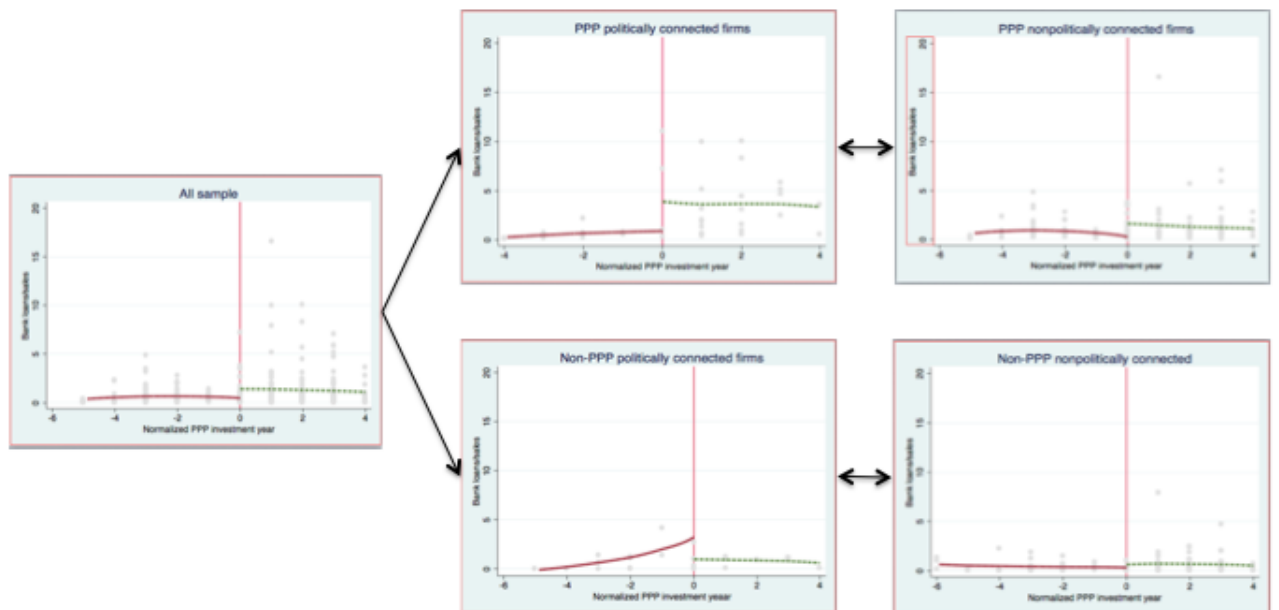 All sample
Bank loans/sales
20
15
10
5
0
-6 -4 -2 0 2 4
Normalized PPP investment year
PPP politically connected firms
Bank loans/sales
20
15
10
5
0
-4 -2 0 2 4
Normalized PPP investment year
PPP nonpolitically connected firms
Bank loans/sales
20
15
10
5
0
-6 -4 -2 0 2 4
Normalized PPP investment year
Non-PPP politically connected firms
Bank loans/sales
20
15
10
5
0
-6 -4 -2 0 2 4
Normalized PPP investment yeaar
Non-PPP nonpolitically connected
Bank loans/sales
20
15
10
5
0
-6 -4 -2 0 2 4
Normalized PPP investment year